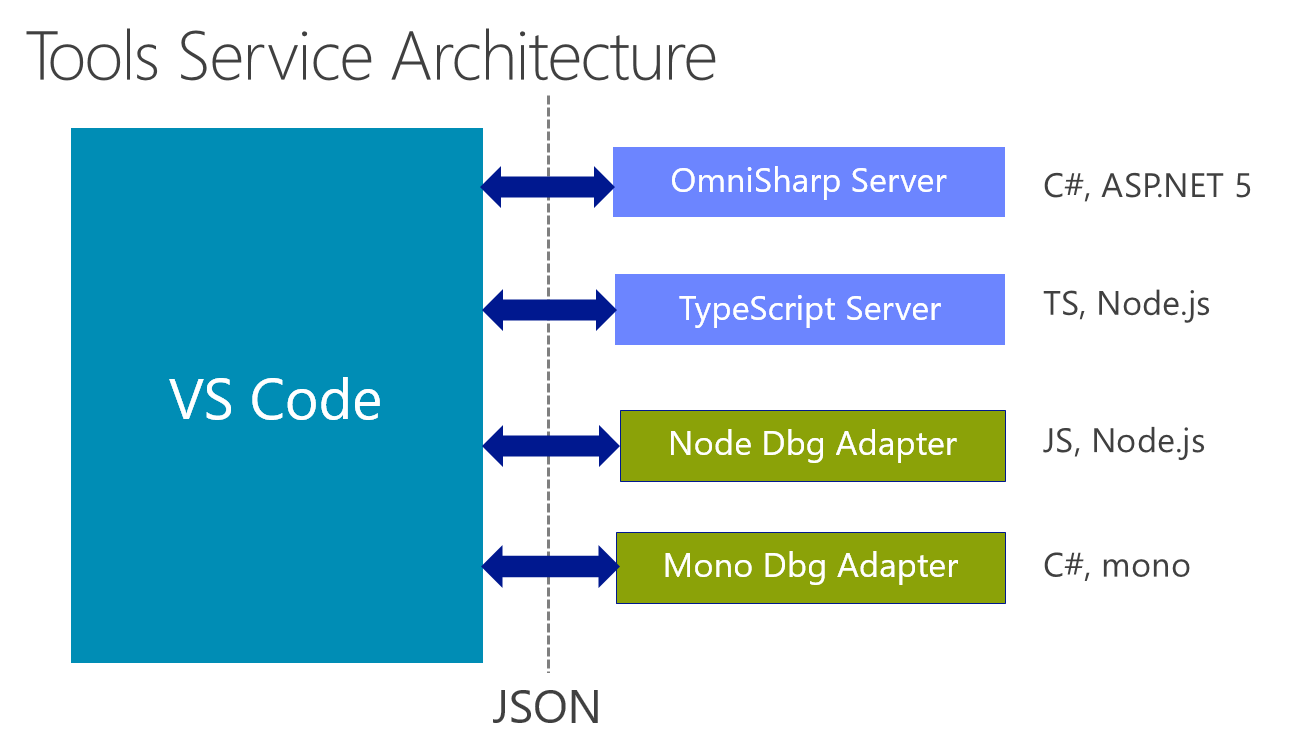 Tools Service Architecture
VS Code
OmniSharp Server
C#, ASP.NET 5
TypeScript Server
TS, Node.js
Node Dbg Adapter
JS, Node.js
Mono Dbg Adapter
C#, mono
JSON